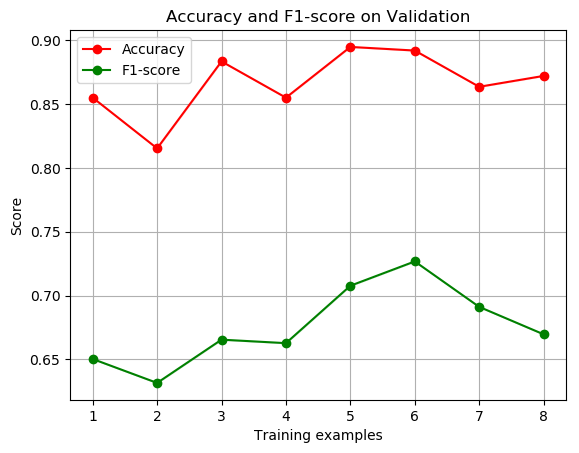 Accuracy and F1-score on Validation
Accuracy
F1-score
0.90
0.85
0.80
0.75
0.70
0.65
Score
1 2 3 4 5 6 7 8
Training examples